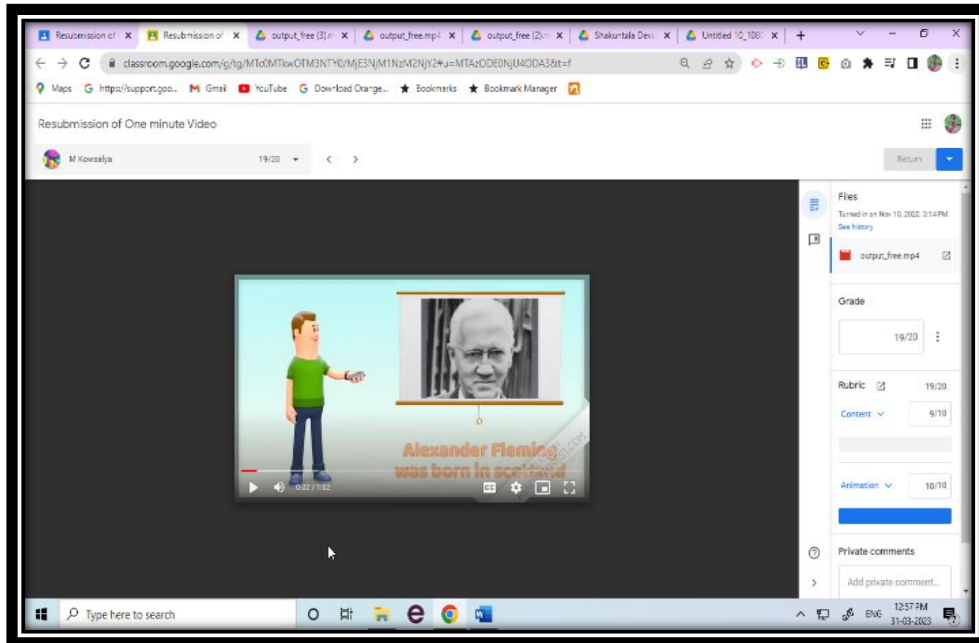 Resubmission of
Resubmission of
output_free (3).m
output_free.mp4
output_free (2).m
Shakuntala Devi
Untitled 10_108
classroom.google.com/g/tg/
Maps
https://support.goo...
Gmail
YouTube
Download Orange...
Bookmarks
Bookmark Manager
Resubmission of One minute Video
M Kowsalya
19/20
Return
Files
Turned in on Nov 10, 2020, 3:14 PM
See history
output_free.mp4
Grade
19/20
Rubric
19/20
Content
9/10
Animation
10/10
Private comments
Add private comment...
Alexander Fleming
was born in scotland
0:02 / 1:02
Type here to search
ENG
12:57 PM
31-03-2023